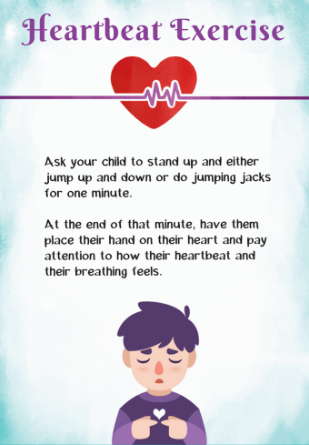 Heartbeat Exercise
Ask your child to stand up and either
jump up and down or do jumping jacks
for one minute.
At the end of that minute, have them
place their hand on their heart and pay
attention to how their heartbeat and
their breathing feels.